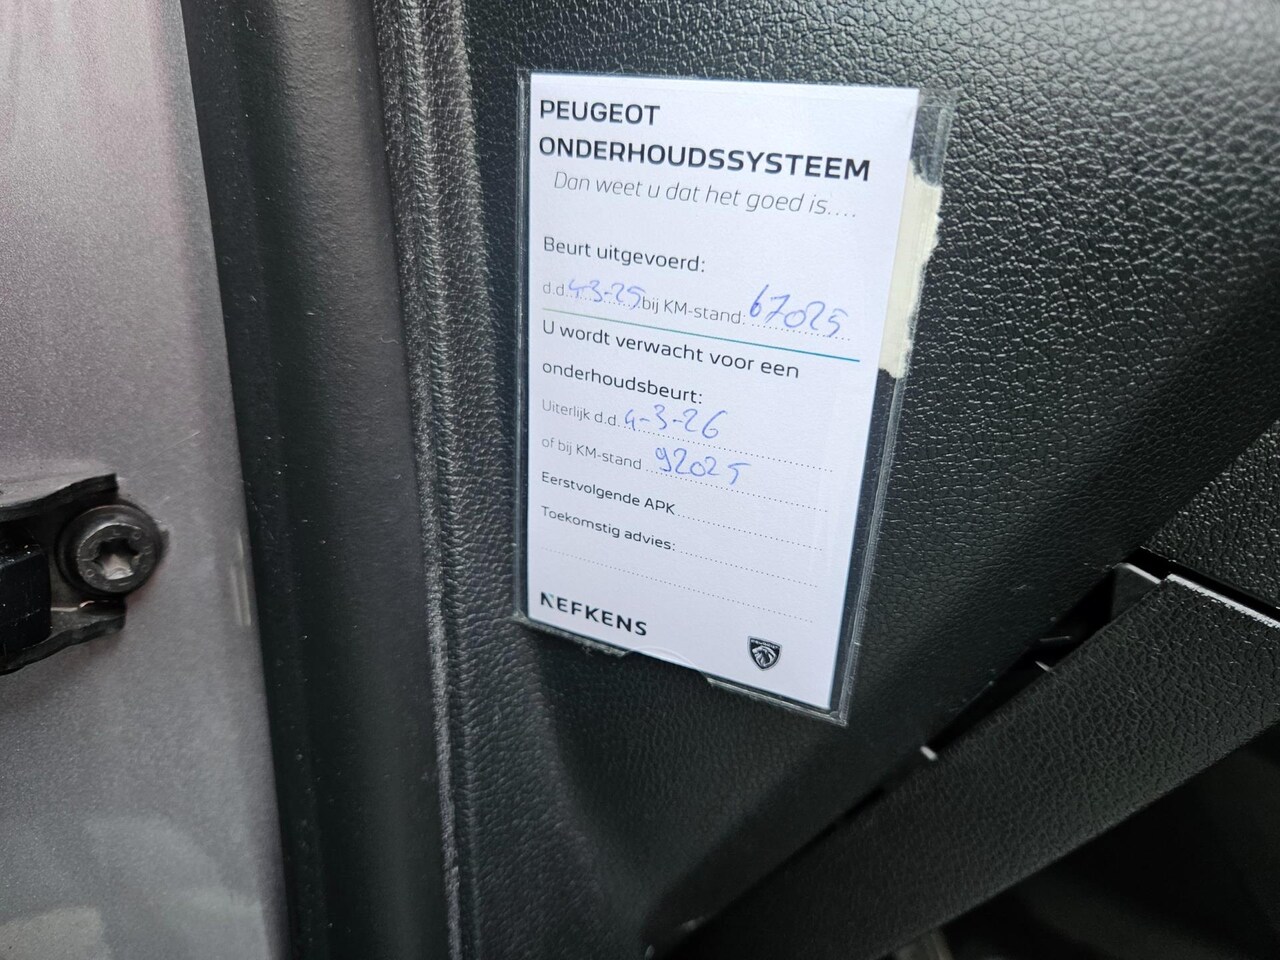 PEUGEOT
ONDERHOUDSSYSTEEM
Dan weet u dat het goed is....
Beurt uitgevoerd:
d.d. 4-3-25 bij KM-stand: 67025
U wordt verwacht voor een
onderhoudsbeurt:
Uiterlijk d.d. 4-3-26
of bij KM-stand 92025
Eerstvolgende APK
Toekomstig advies:
NEFKENS